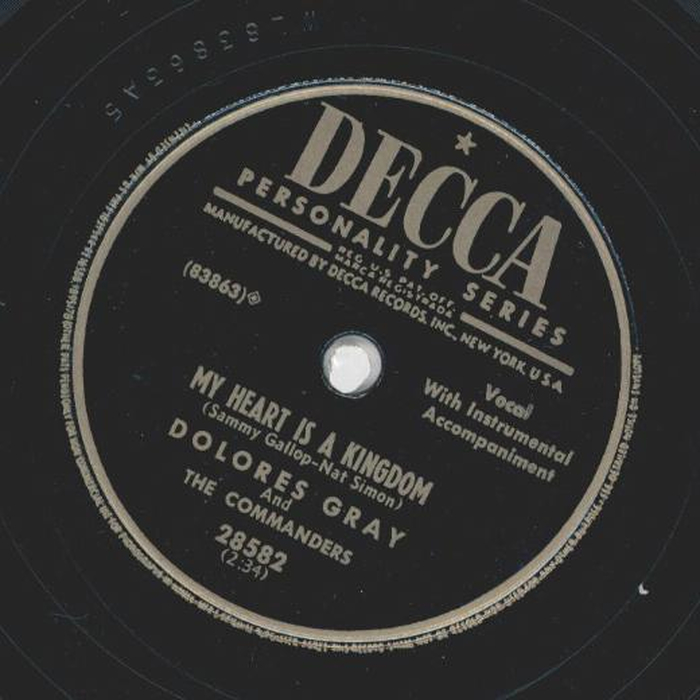 DECCA
PERSONALITY SERIES
REG. U.S. PAT. OFF.
MARCA REGISTRADA
MANUFACTURED BY DECCA RECORDS, INC., NEW YORK, U S A
(83863)
Vocal
With Instrumental
Accompaniment
MY HEART IS A KINGDOM
(Sammy Gallop-Nat Simon)
DOLORES GRAY
And
THE COMMANDERS
28582
(2:34)